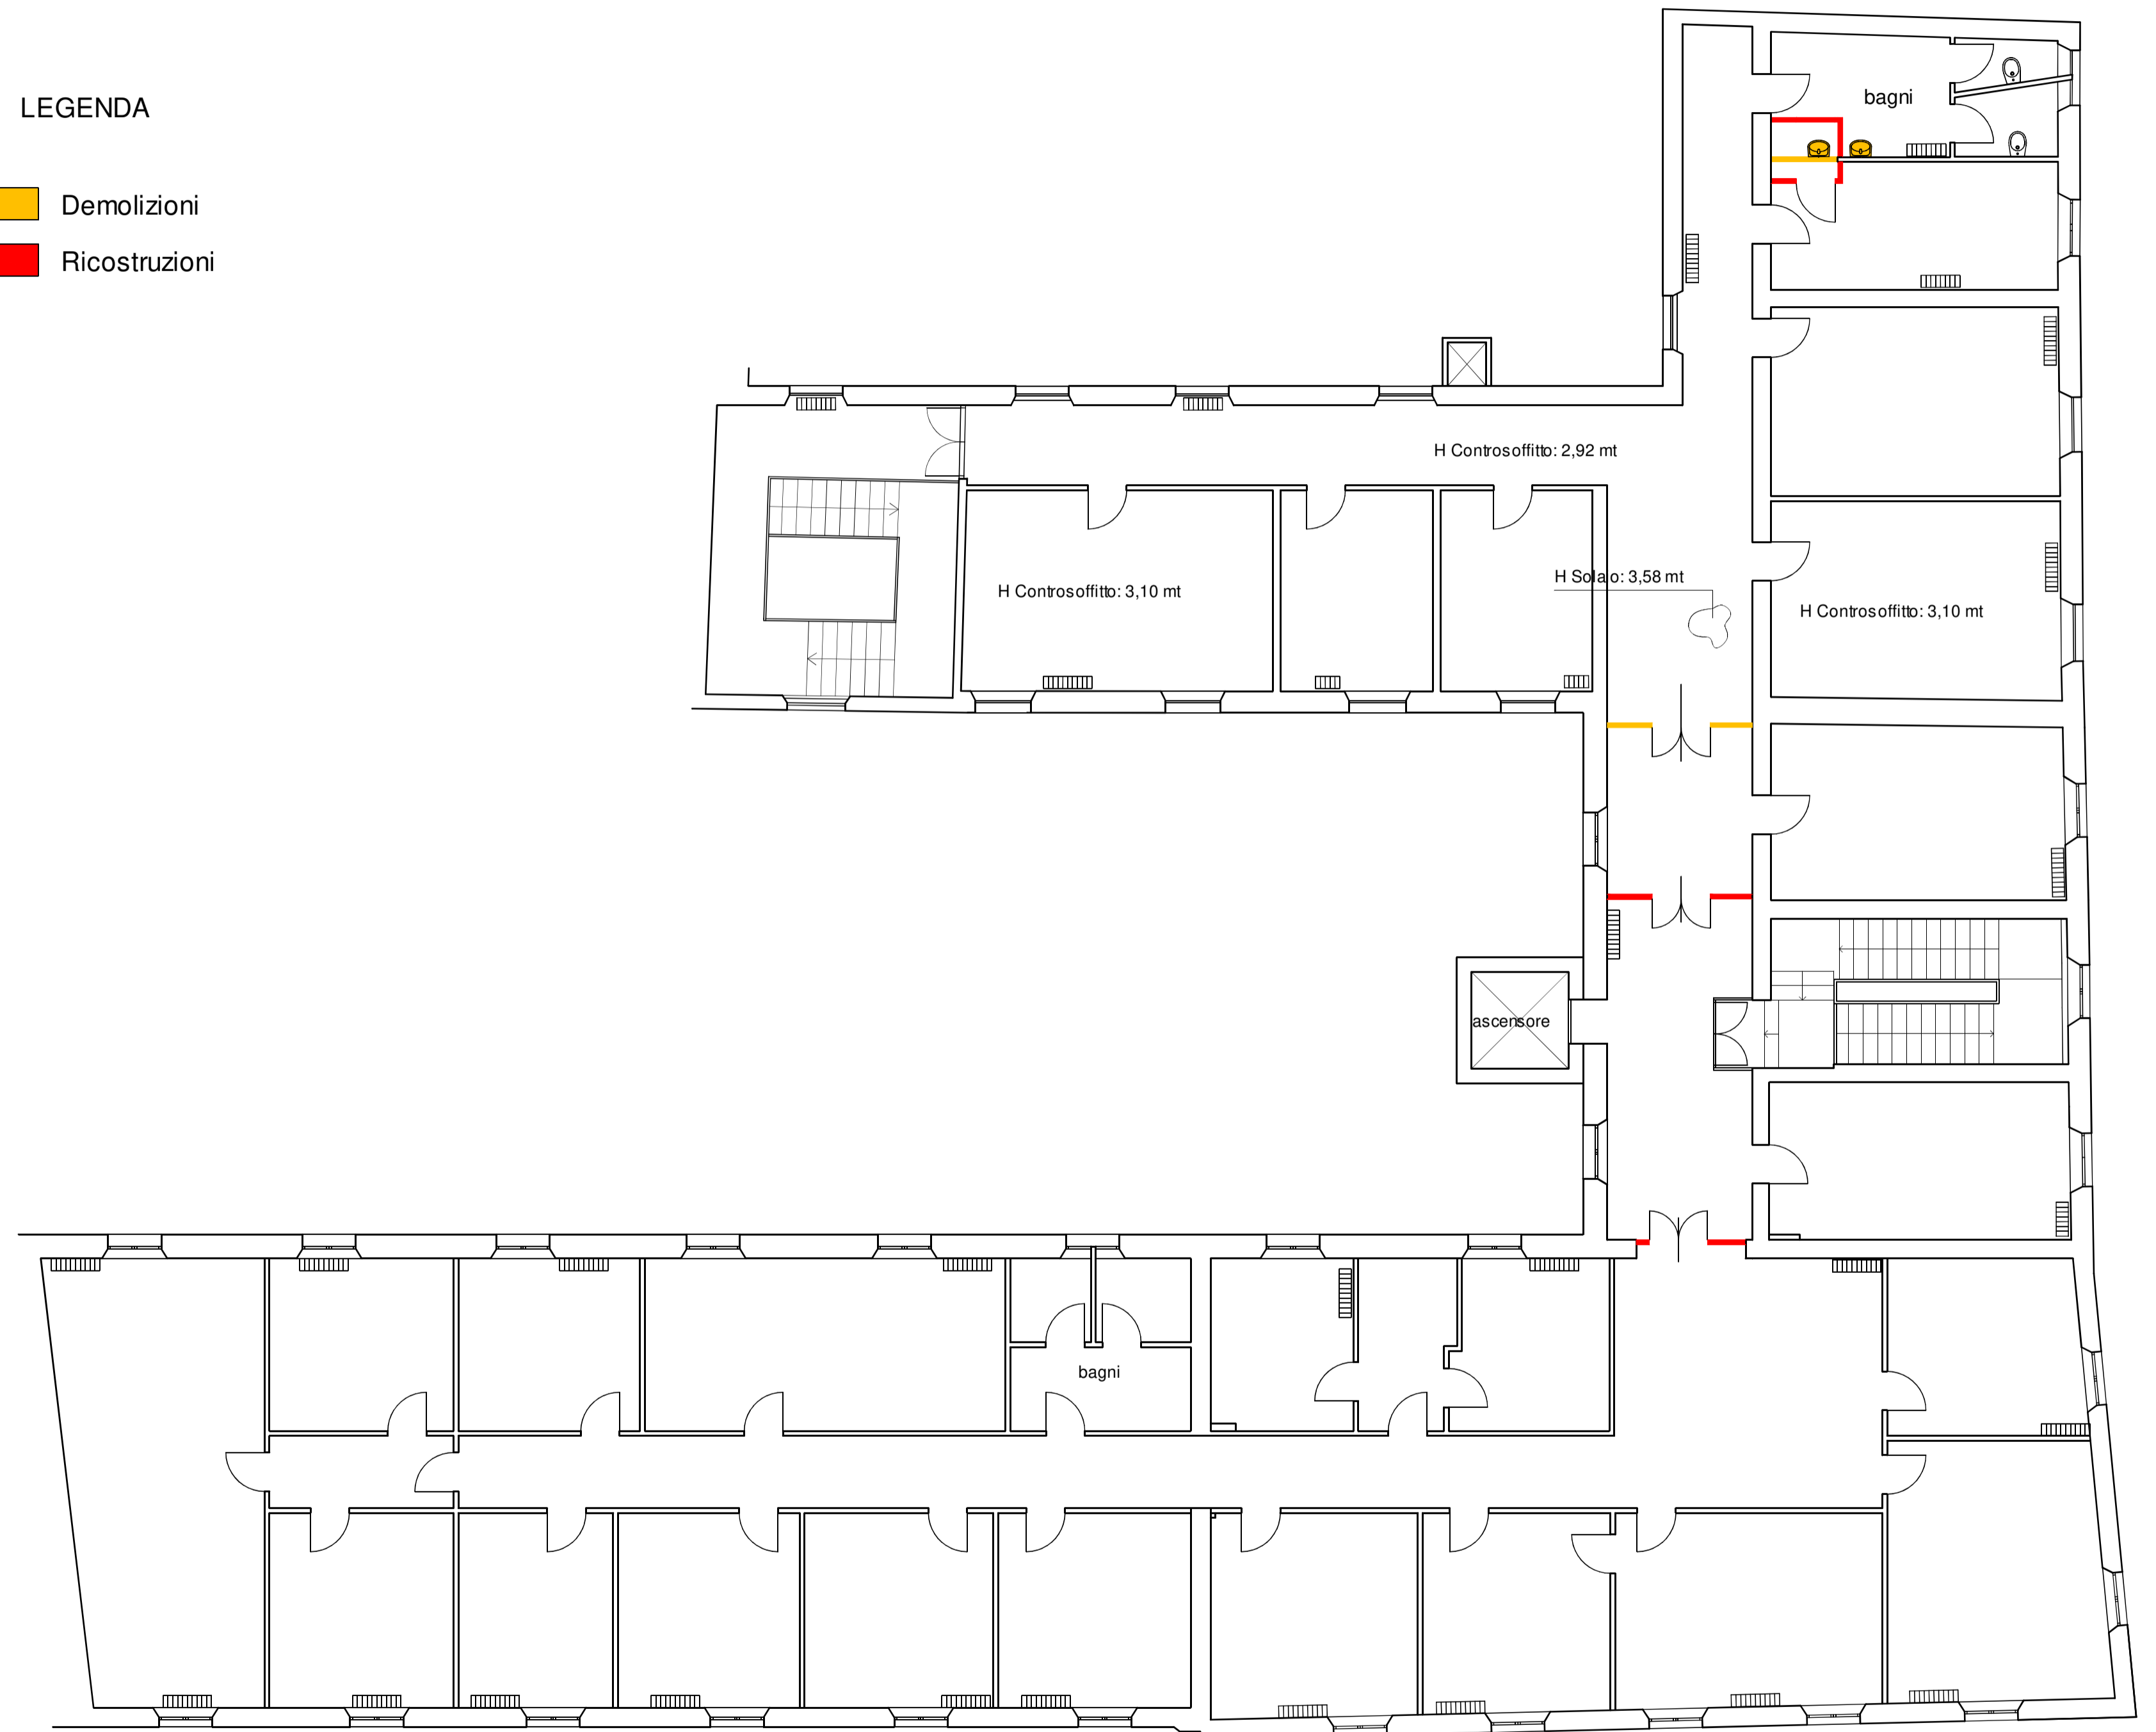 LEGENDA
Demolizioni
Ricostruzioni
bagni
H Controsoffitto: 2,92 mt
H Controsoffitto: 3,10 mt
H Solaio: 3,58 mt
H Controsoffitto: 3,10 mt
ascensore
bagni